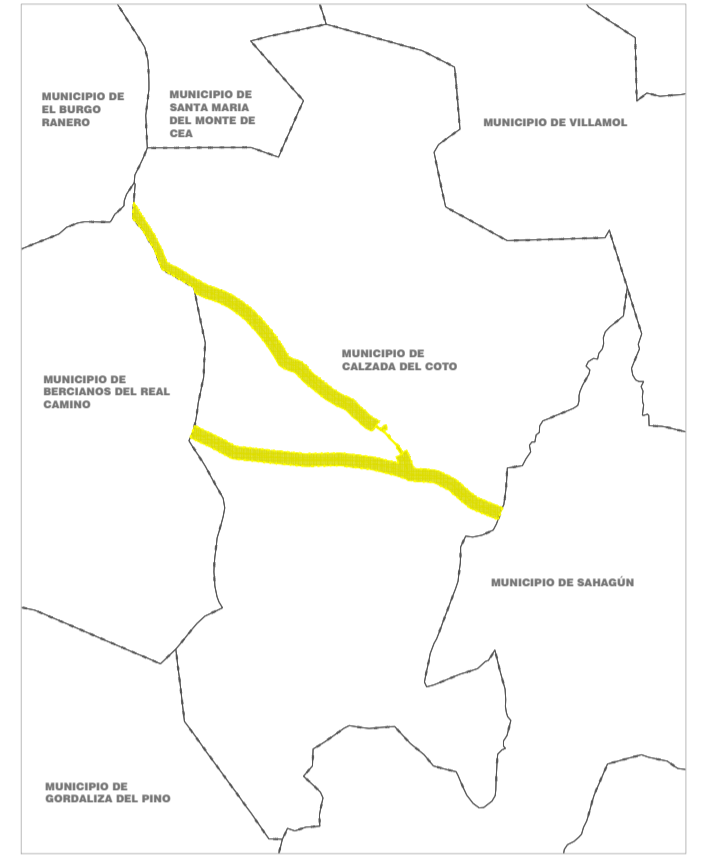 MUNICIPIO DE
EL BURGO
RANERO
MUNICIPIO DE
SANTA MARIA
DEL MONTE DE
CEA
MUNICIPIO DE VILLAMOL
MUNICIPIO DE
CALZADA DEL COTO
MUNICIPIO DE
BERCIANOS DEL REAL
CAMINO
MUNICIPIO DE SAHAGÚN
MUNICIPIO DE
GORDALIZA DEL PINO